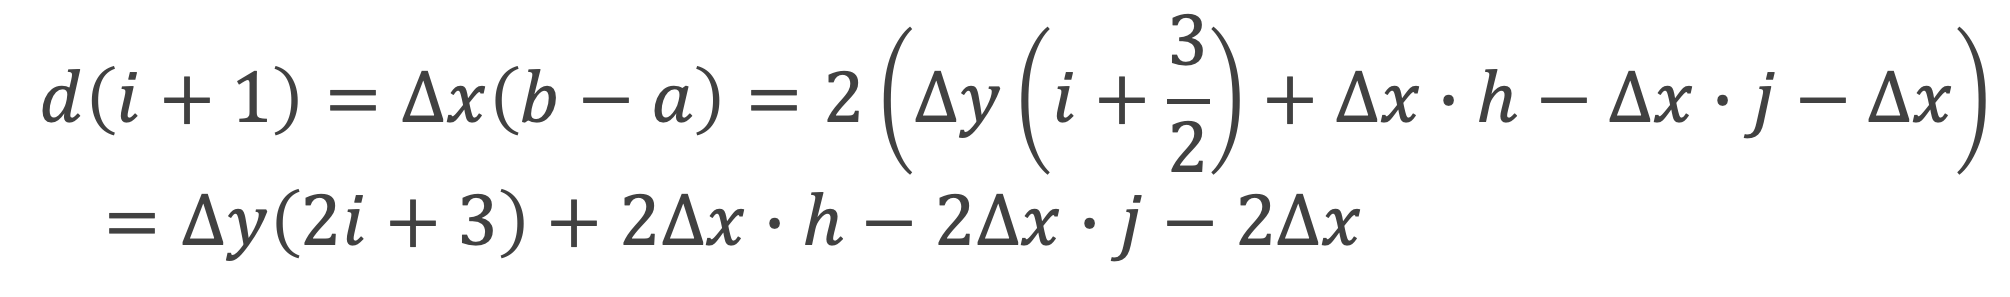 d(i + 1) = Δx(b − a) = 2(Δy(i + 3/2) + Δx · h − Δx · j − Δx)
= Δy(2i + 3) + 2Δx · h − 2Δx · j − 2Δx